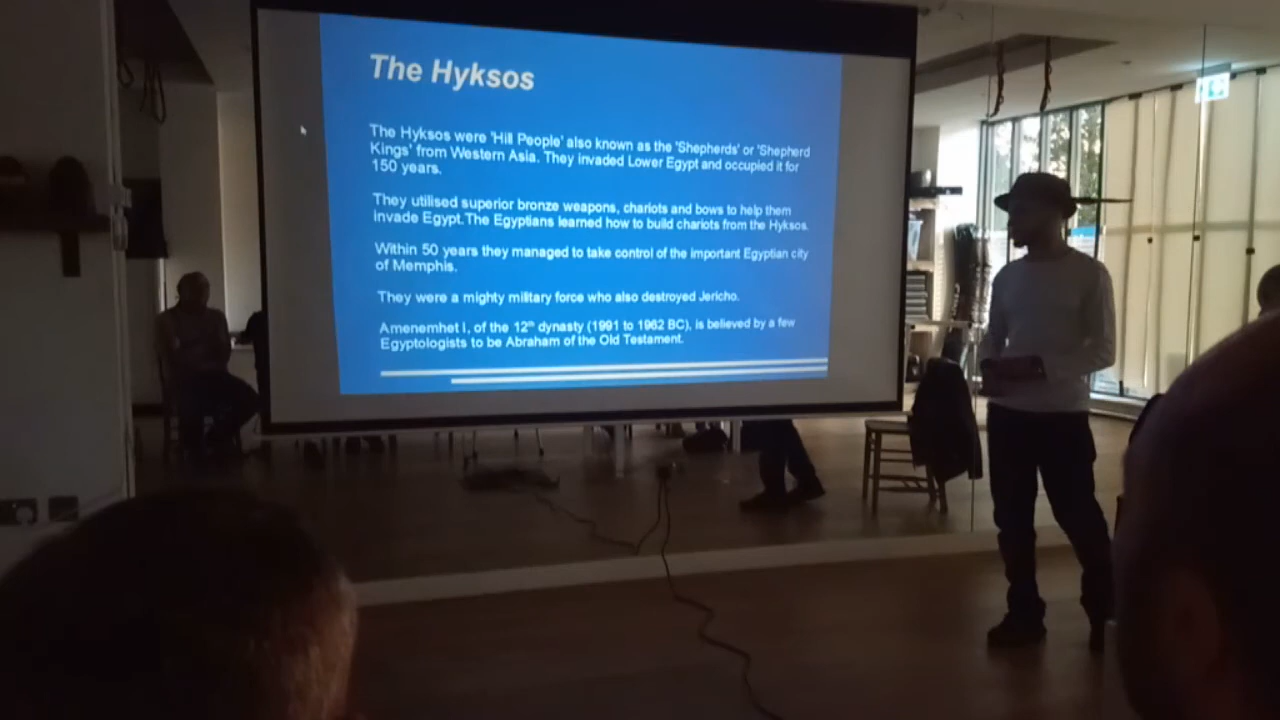 The Hyksos
The Hyksos were 'Hill People' also known as the 'Shepherds' or 'Shepherd
Kings' from Western Asia. They invaded Lower Egypt and occupied it for
150 years.
They utilised superior bronze weapons, chariots and bows to help them
invade Egypt.The Egyptians learned how to build chariots from the Hyksos.
Within 50 years they managed to take control of the important Egyptian city
of Memphis.
They were a mighty military force who also destroyed Jericho.
Amenemhet I, of the 12th dynasty (1991 to 1962 BC), is believed by a few
Egyptologists to be Abraham of the Old Testament.